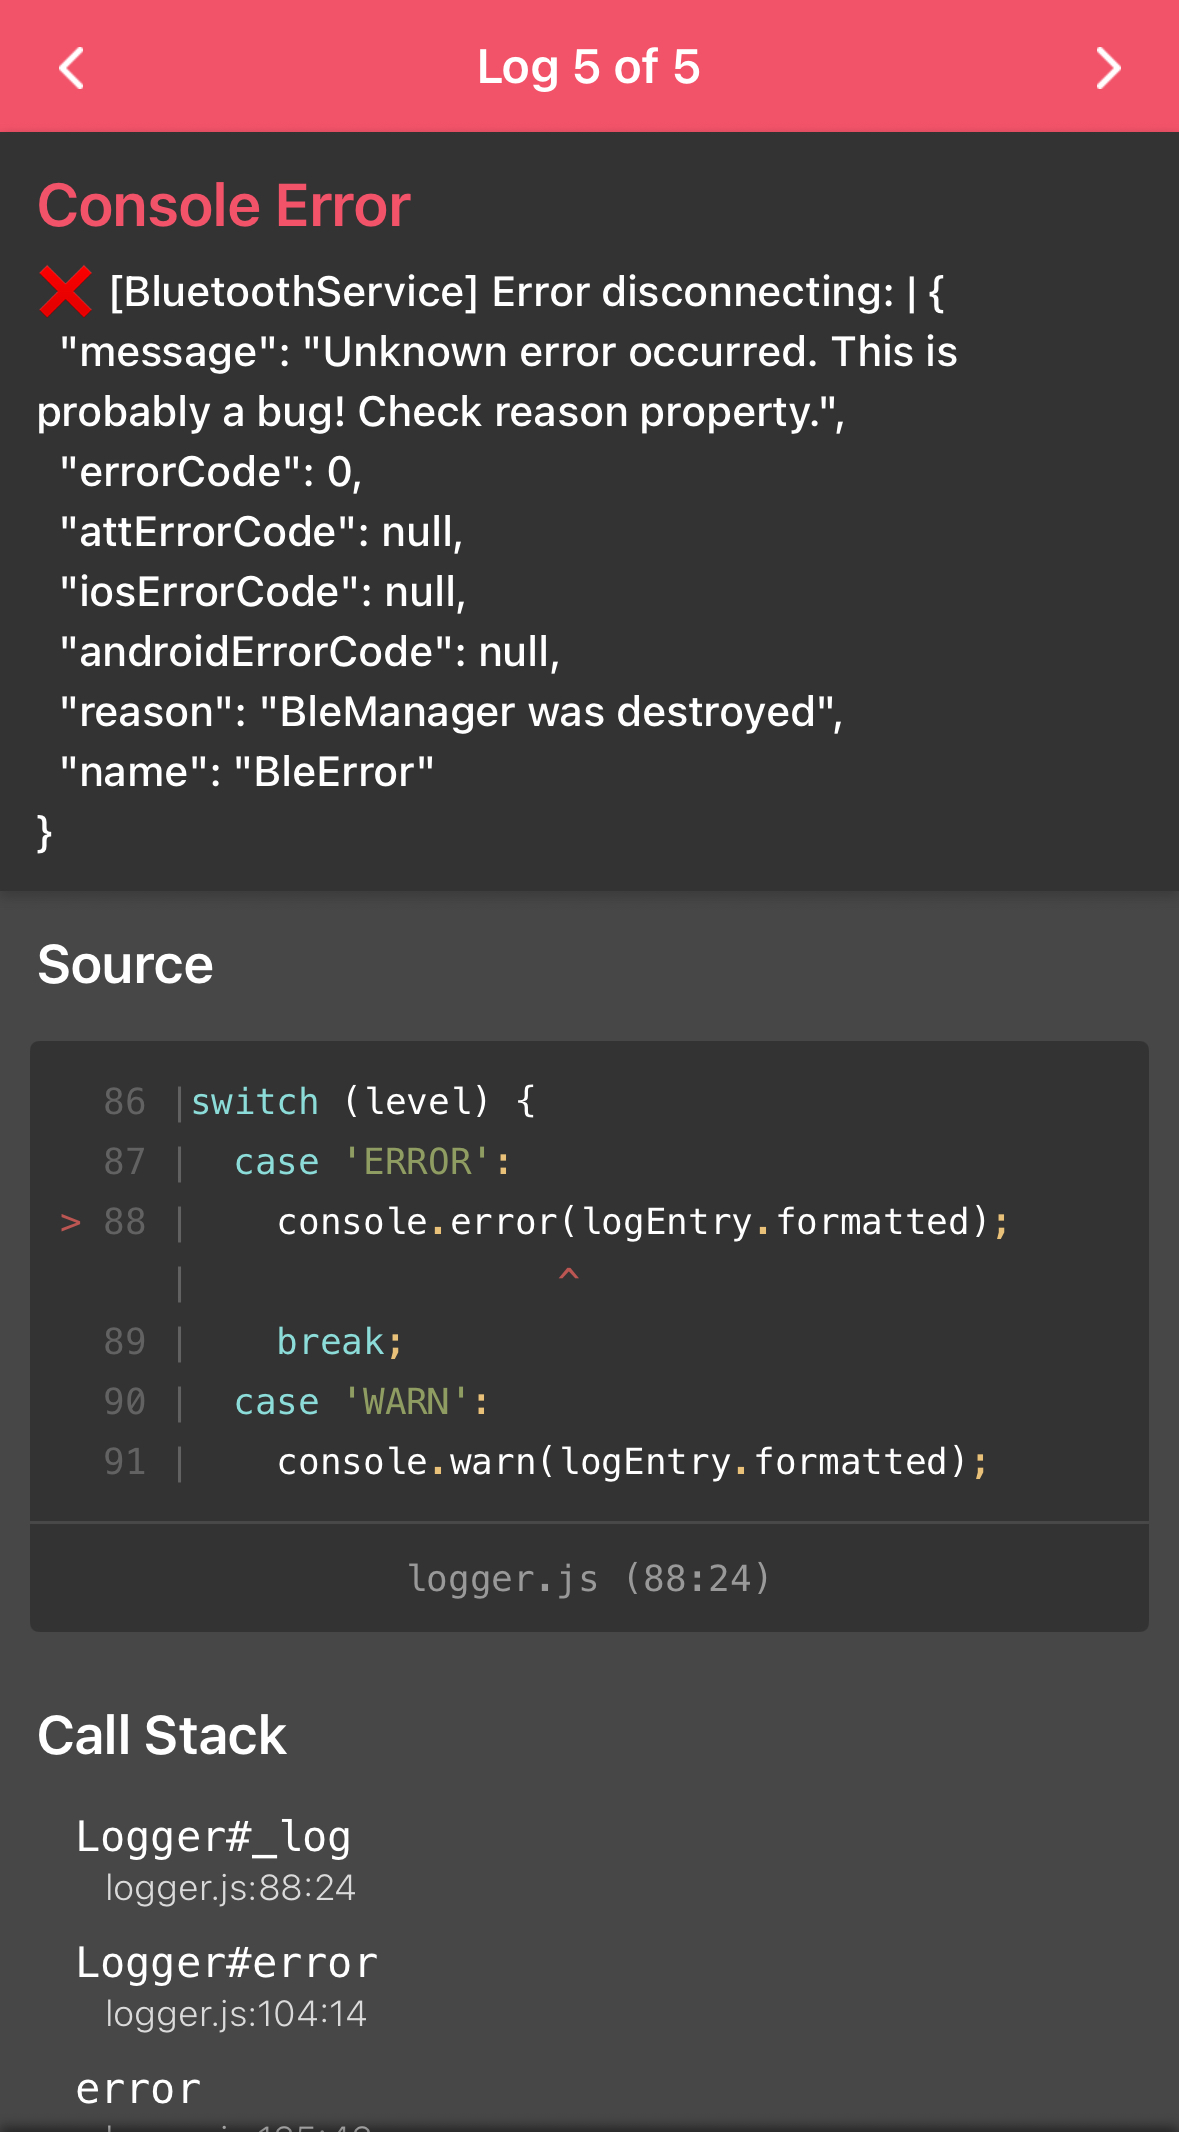 Log 5 of 5
Console Error
❌ [BluetoothService] Error disconnecting: | {
  "message": "Unknown error occurred. This is
probably a bug! Check reason property.",
  "errorCode": 0,
  "attErrorCode": null,
  "iosErrorCode": null,
  "androidErrorCode": null,
  "reason": "BleManager was destroyed",
  "name": "BleError"
}
Source
  86 |switch (level) {
  87 |  case 'ERROR':
> 88 |    console.error(logEntry.formatted);
     |                 ^
  89 |    break;
  90 |  case 'WARN':
  91 |    console.warn(logEntry.formatted);
logger.js (88:24)
Call Stack
Logger#_log
logger.js:88:24
Logger#error
logger.js:104:14
error